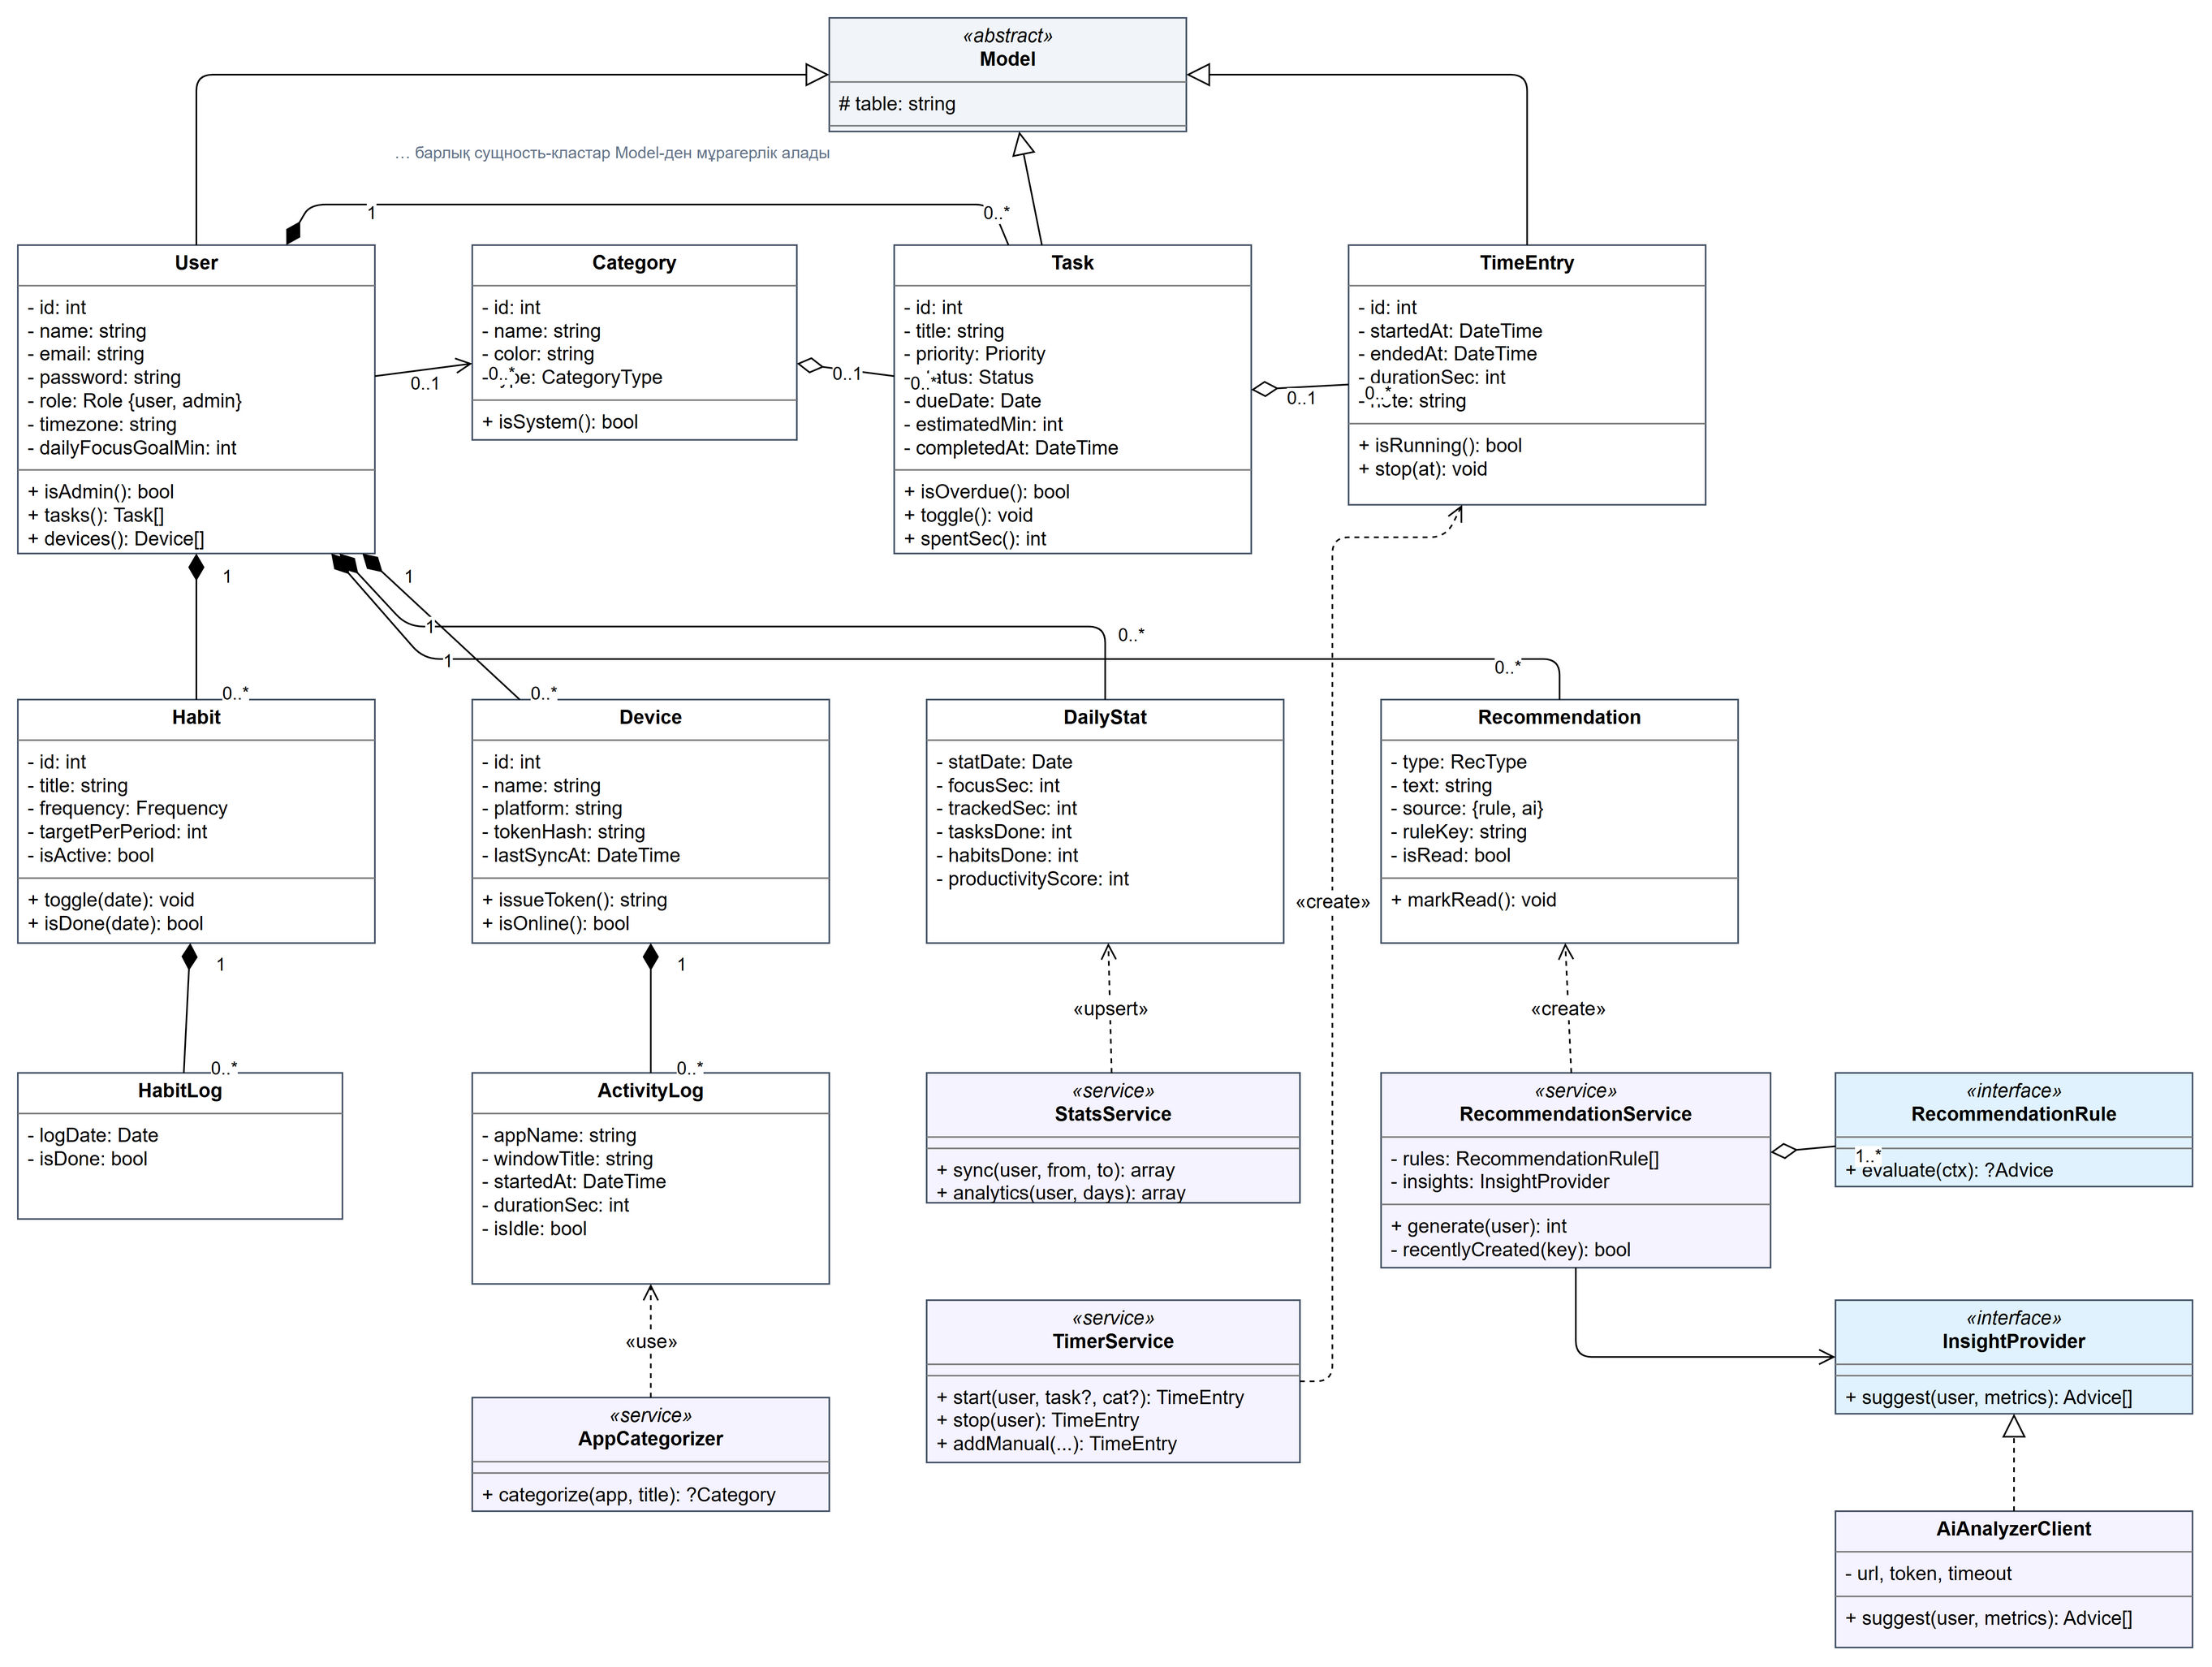 «abstract»
Model
# table: string
… барлық сущность-кластар Model-ден мұрагерлік алады
1
0..*
User
- id: int
- name: string
- email: string
- password: string
- role: Role {user, admin}
- timezone: string
- dailyFocusGoalMin: int
+ isAdmin(): bool
+ tasks(): Task[]
+ devices(): Device[]
0..1
0..*
Category
- id: int
- name: string
- color: string
CategoryType
+ isSystem(): bool
0..1
0..*
Task
- id: int
- title: string
- priority: Priority
Status
- dueDate: Date
- estimatedMin: int
- completedAt: DateTime
+ isOverdue(): bool
+ toggle(): void
+ spentSec(): int
0..1
0..*
TimeEntry
- id: int
- startedAt: DateTime
- endedAt: DateTime
- durationSec: int
string
+ isRunning(): bool
+ stop(at): void
1
1
1
0..*
1
0..*
0..*
0..*
Habit
- id: int
- title: string
- frequency: Frequency
- targetPerPeriod: int
- isActive: bool
+ toggle(date): void
+ isDone(date): bool
Device
- id: int
- name: string
- platform: string
- tokenHash: string
- lastSyncAt: DateTime
+ issueToken(): string
+ isOnline(): bool
DailyStat
- statDate: Date
- focusSec: int
- trackedSec: int
- tasksDone: int
- habitsDone: int
- productivityScore: int
«create»
Recommendation
- type: RecType
- text: string
- source: {rule, ai}
- ruleKey: string
- isRead: bool
+ markRead(): void
1
1
«upsert»
«create»
0..*
0..*
HabitLog
- logDate: Date
- isDone: bool
ActivityLog
- appName: string
- windowTitle: string
- startedAt: DateTime
- durationSec: int
- isIdle: bool
«service»
StatsService
+ sync(user, from, to): array
+ analytics(user, days): array
«service»
RecommendationService
- rules: RecommendationRule[]
- insights: InsightProvider
+ generate(user): int
- recentlyCreated(key): bool
«interface»
RecommendationRule
1..*
+ evaluate(ctx): ?Advice
«use»
«service»
TimerService
+ start(user, task?, cat?): TimeEntry
+ stop(user): TimeEntry
+ addManual(...): TimeEntry
«interface»
InsightProvider
+ suggest(user, metrics): Advice[]
«service»
AppCategorizer
+ categorize(app, title): ?Category
AiAnalyzerClient
- url, token, timeout
+ suggest(user, metrics): Advice[]